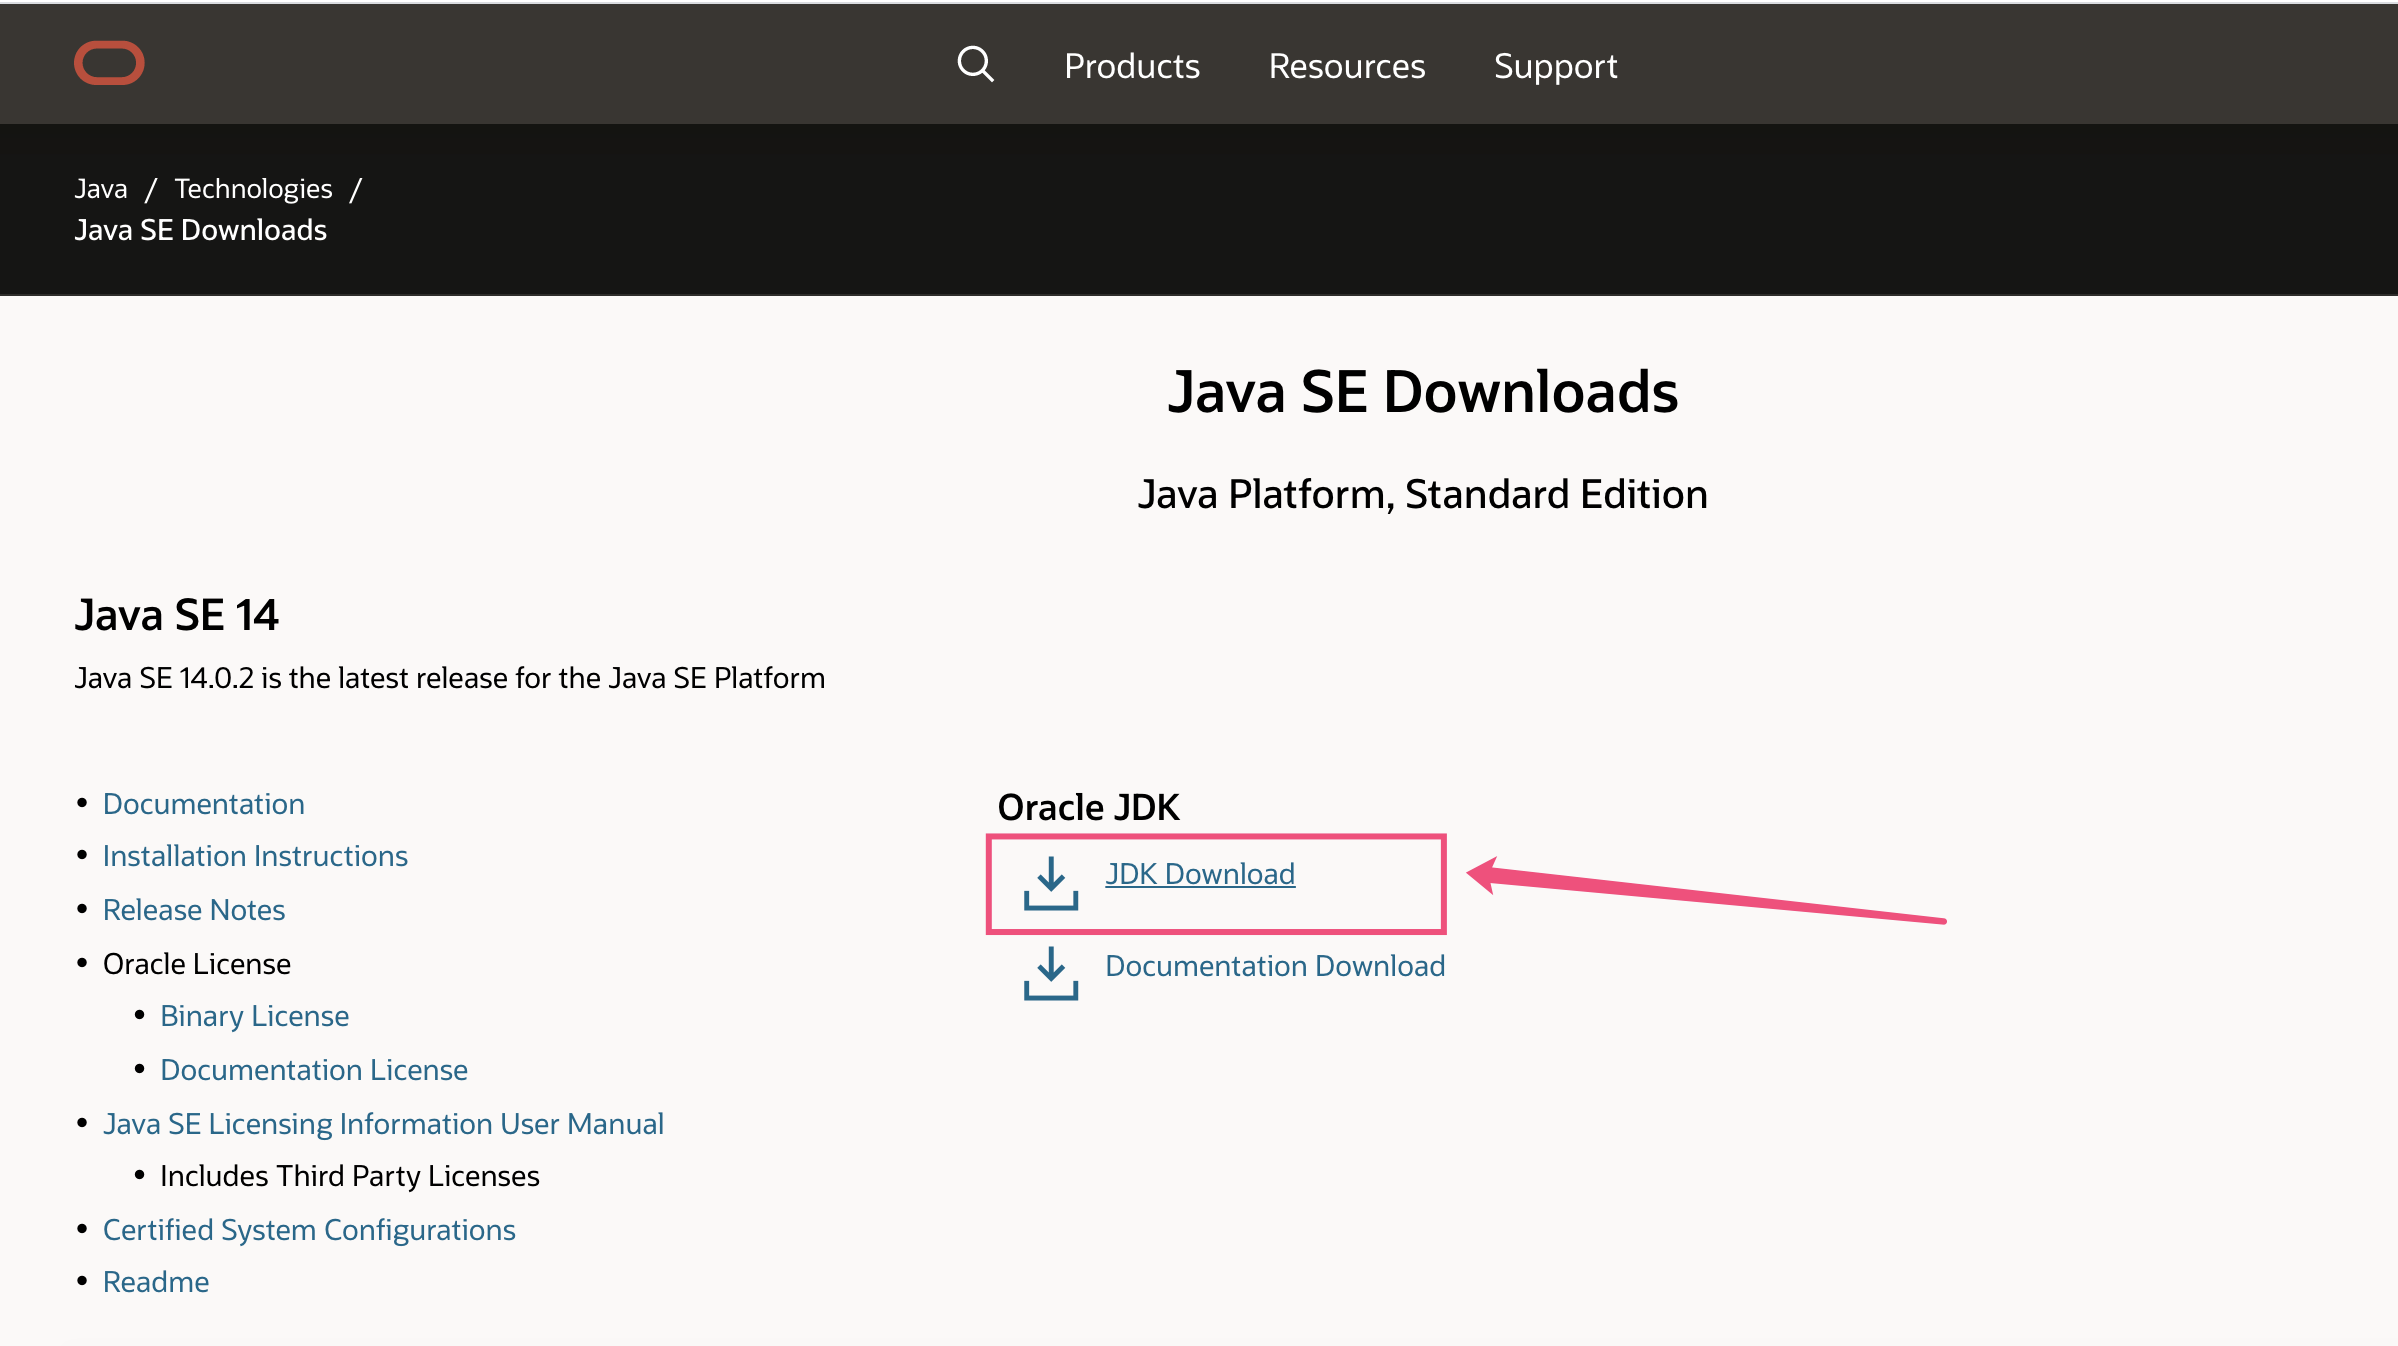 Products Resources Support
Java / Technologies /
Java SE Downloads
Java SE Downloads
Java Platform, Standard Edition
Java SE 14
Java SE 14.0.2 is the latest release for the Java SE Platform
• Documentation
• Installation Instructions
• Release Notes
• Oracle License
• Binary License
• Documentation License
• Java SE Licensing Information User Manual
• Includes Third Party Licenses
• Certified System Configurations
• Readme
Oracle JDK
JDK Download
Documentation Download